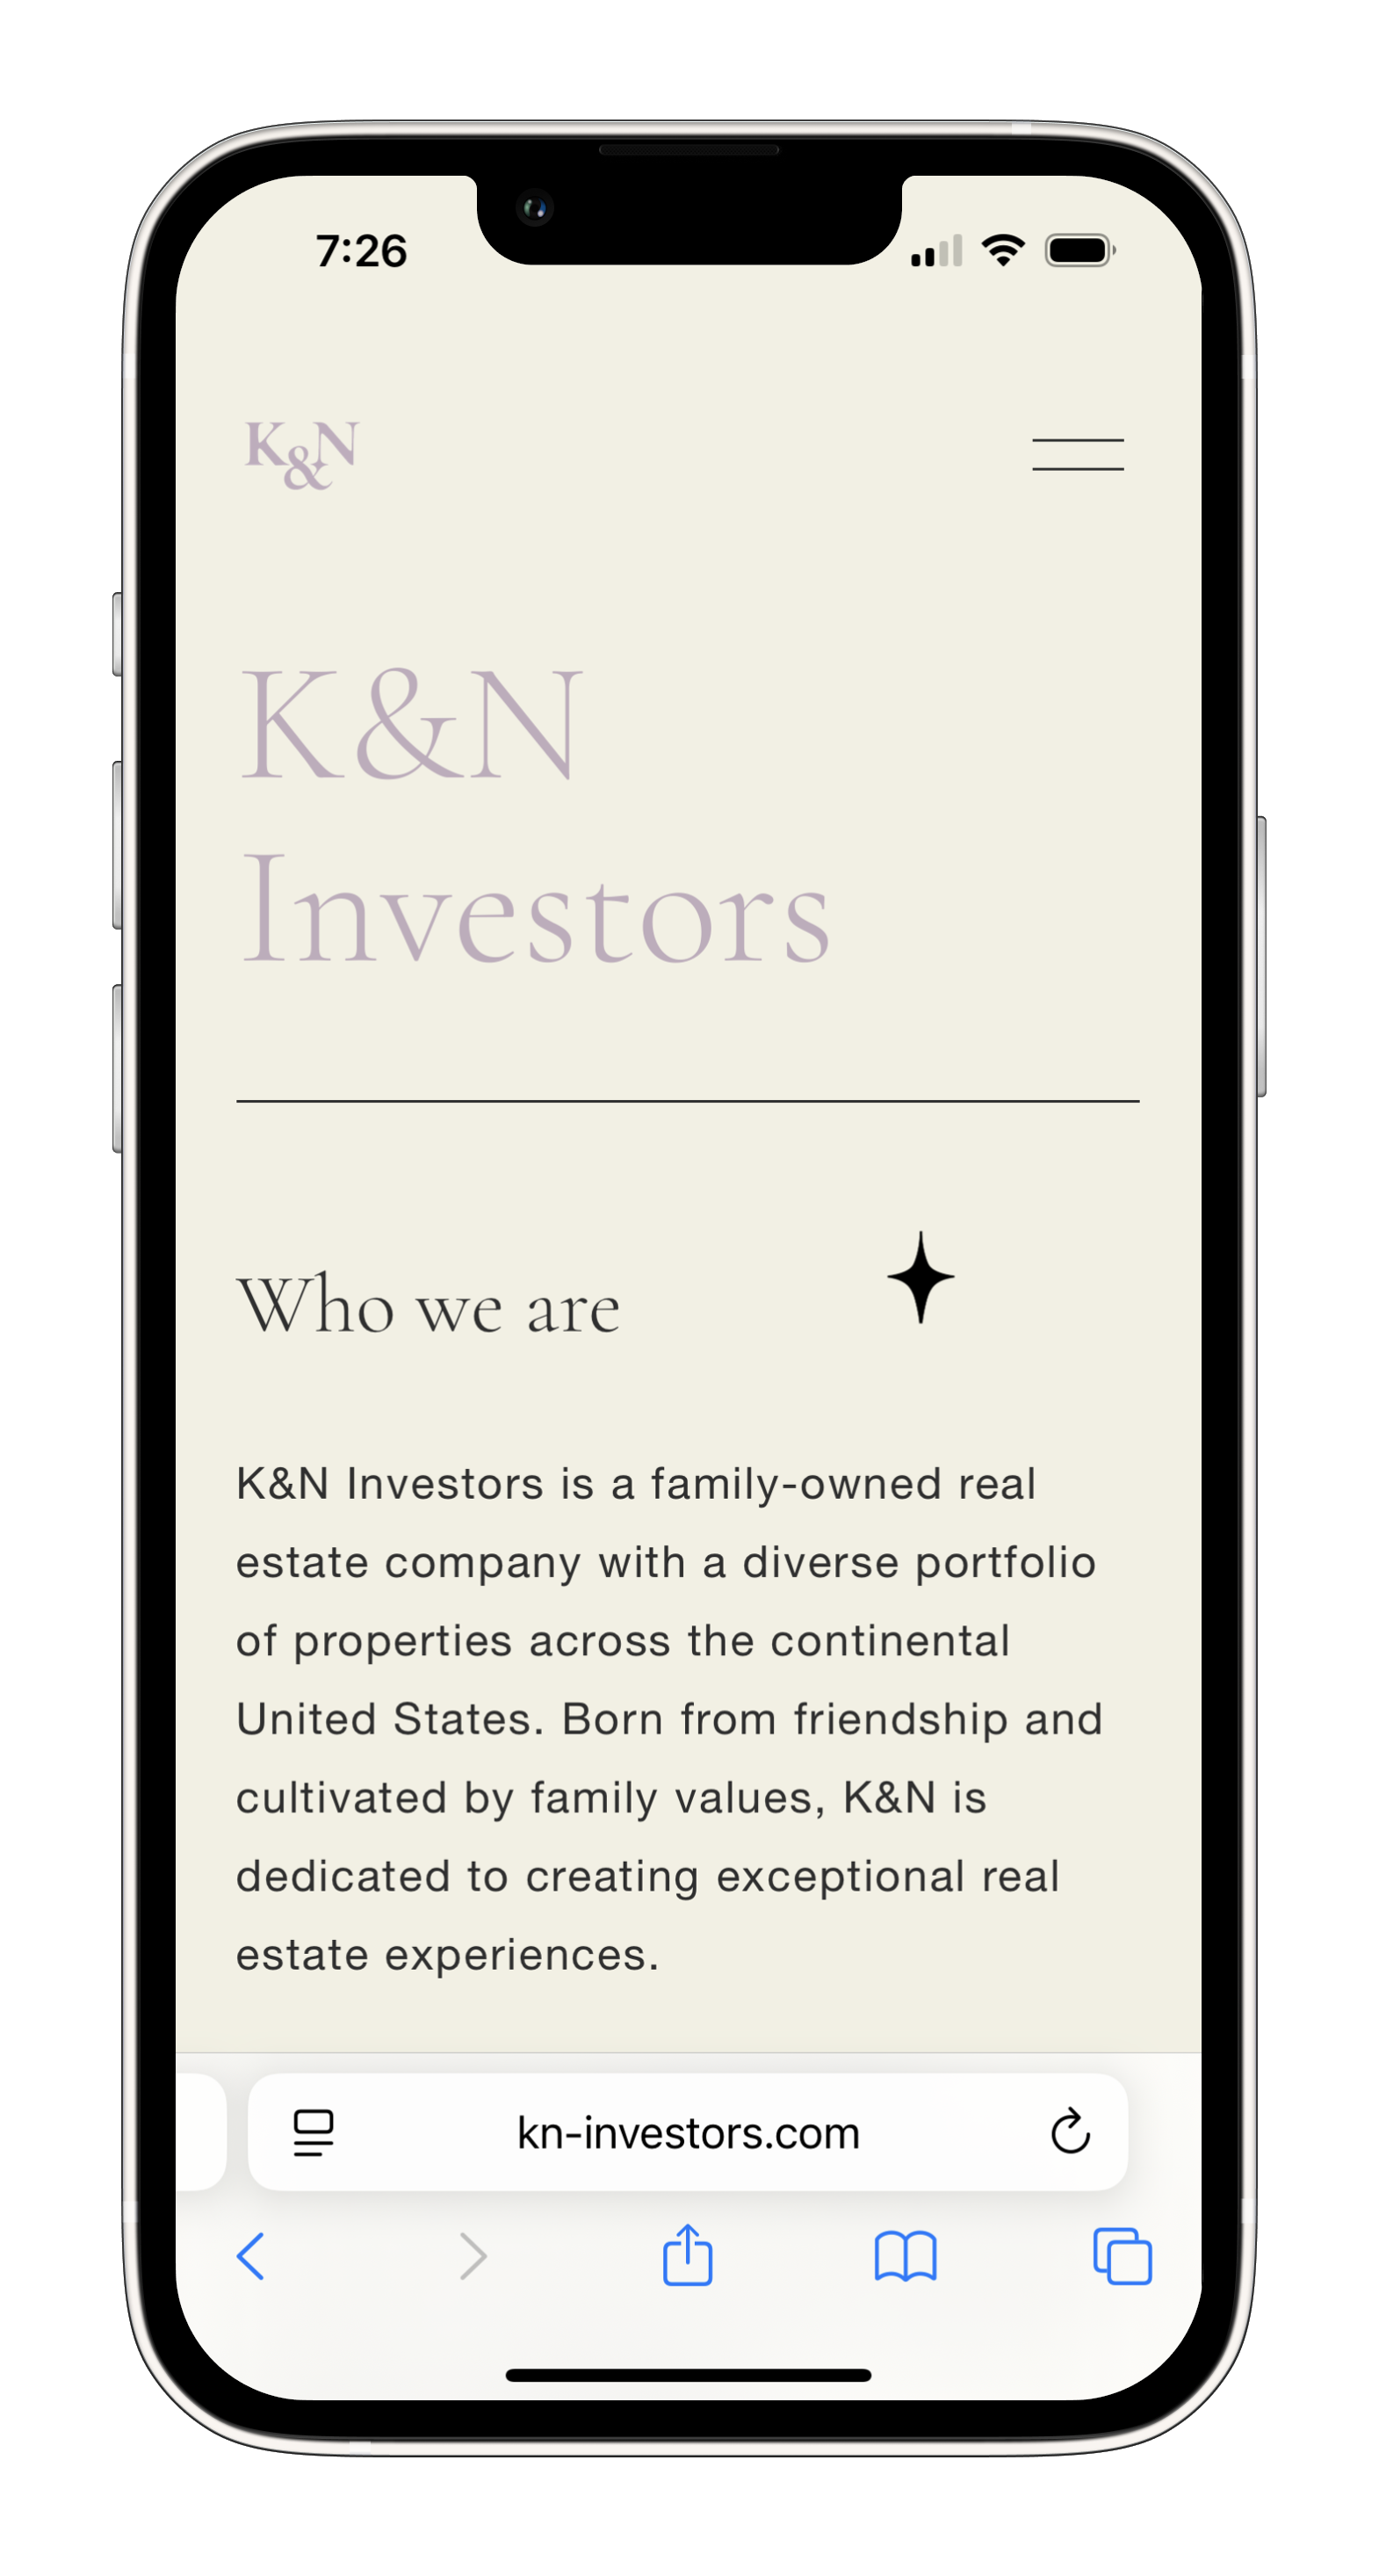 7:26
K&N
K&N
Investors
Who we are
K&N Investors is a family-owned real
estate company with a diverse portfolio
of properties across the continental
United States. Born from friendship and
cultivated by family values, K&N is
dedicated to creating exceptional real
estate experiences.
kn-investors.com